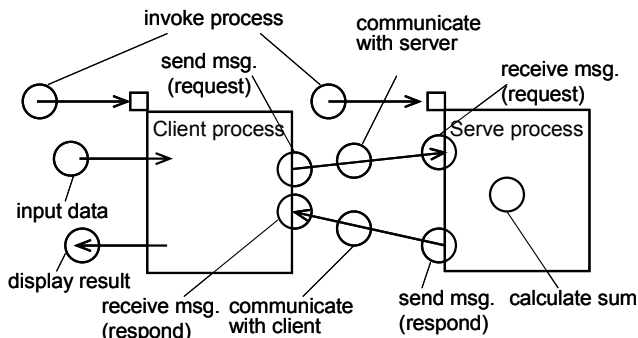 invoke process
communicate
with server
send msg.
(request)
receive msg.
(request)
Client process
Serve process
input data
display result
receive msg.
(respond)
communicate
with client
send msg.
(respond)
calculate sum